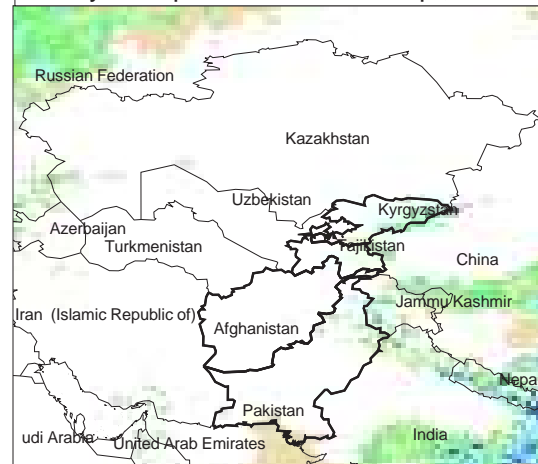 Russian Federation
Kazakhstan
Uzbekistan
Kyrgyzstan
Azerbaijan
Turkmenistan
Tajikistan
China
Jammu Kashmir
Iran (Islamic Republic of)
Afghanistan
Nepa
Pakistan
udi Arabia
United Arab Emirates
India